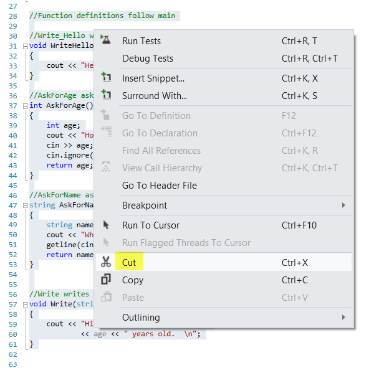 27
28 //Function definitions follow main
29
30 //Write_Hello w
31 void WriteHello
32 {
33 cout << "He
34 }
35
36 //AskForAge ask
37 int AskForAge()
38 {
39 int age;
40 cout << "Ho
41 cin >> age;
42 cin.ignore(
43 return age;
44 }
45
46 //AskForName as
47 string AskForNa
48 {
49 string name
50 cout << "Wh
51 getline(cin
52 return name
53 }
54
55
56 //Write writes
57 void Write(stri
58 {
59 cout << "Hi
60 << age << " years old. \n";
61 }
62
63
Run Tests Ctrl+R, T
Debug Tests Ctrl+R, Ctrl+T
Insert Snippet... Ctrl+K, X
Surround With... Ctrl+K, S
Go To Definition F12
Go To Declaration Ctrl+F12
Find All References Ctrl+K, R
View Call Hierarchy Ctrl+K, Ctrl+T
Go To Header File
Breakpoint
Run To Cursor Ctrl+F10
Run Flagged Threads To Cursor
Cut Ctrl+X
Copy Ctrl+C
Paste Ctrl+V
Outlining